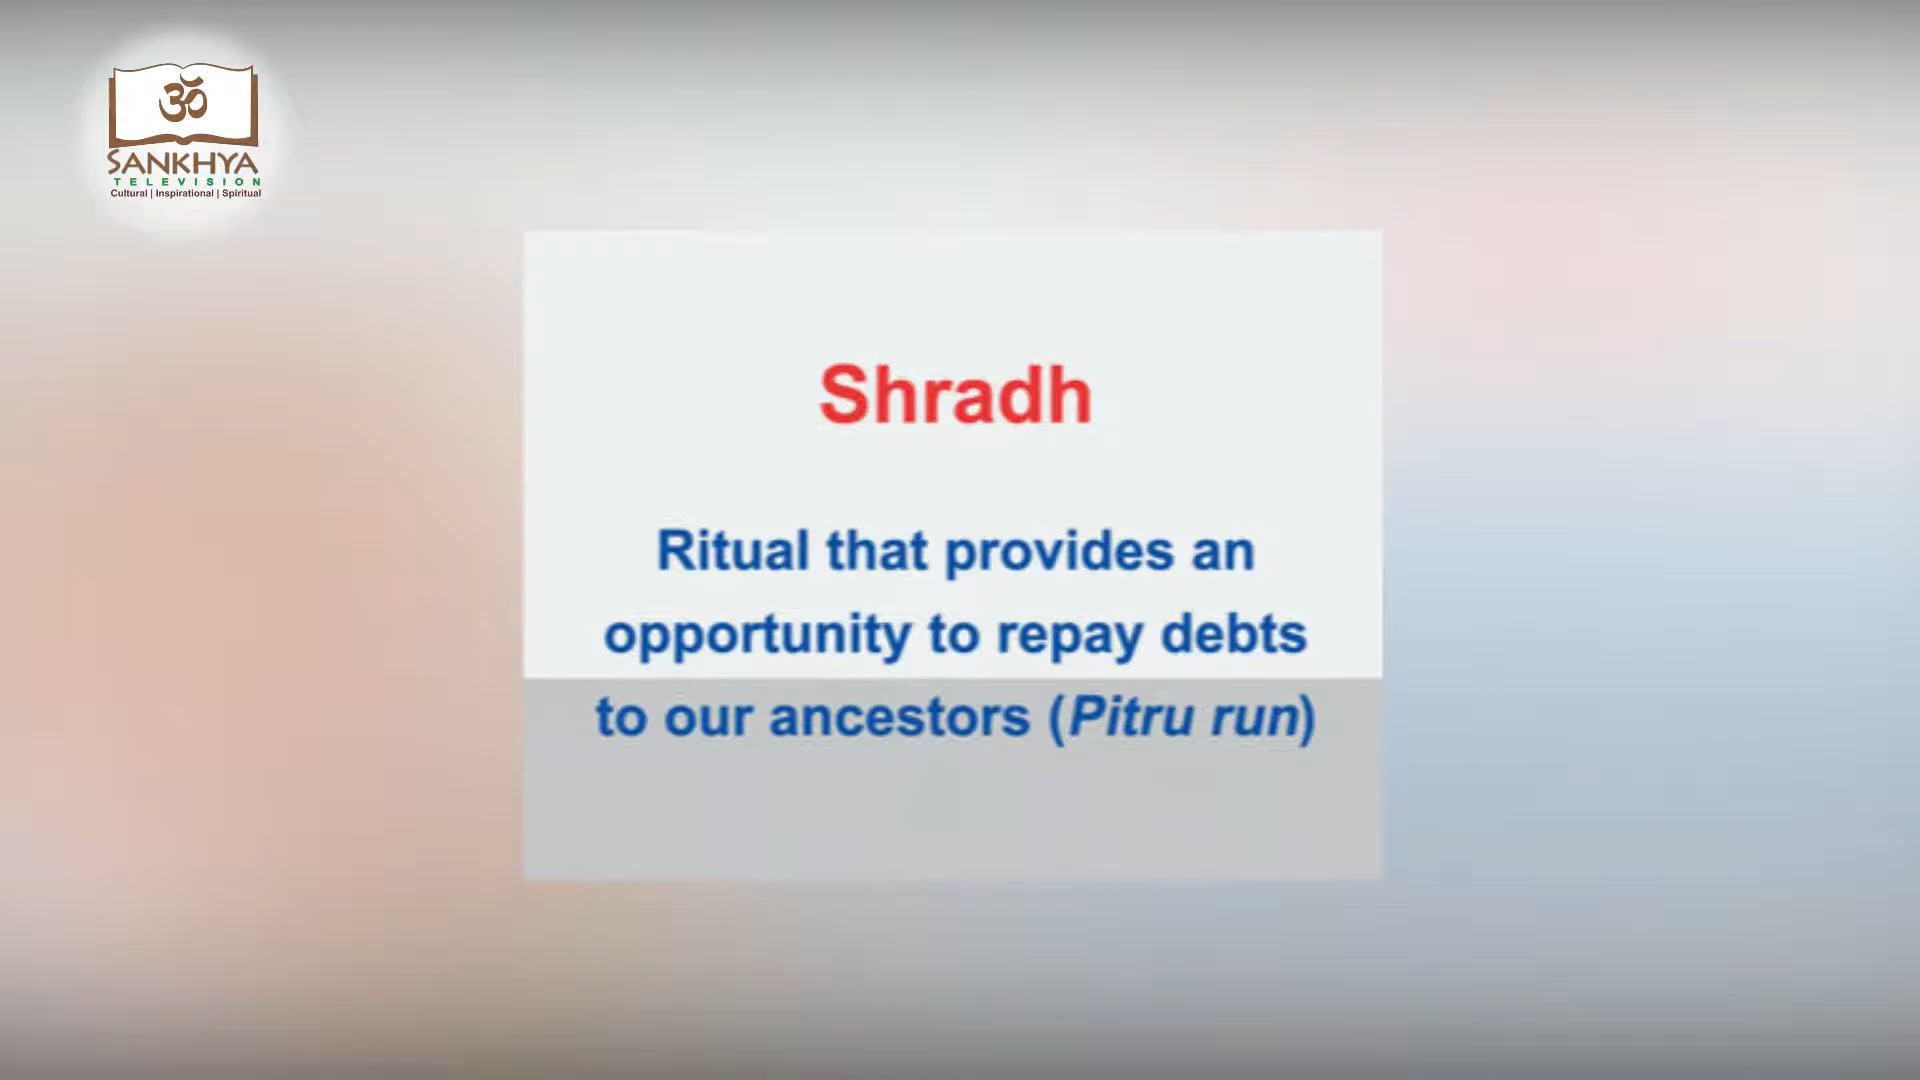 ॐ
SANKHYA
TELEVISION
Cultural | Inspirational | Spiritual
Shradh
Ritual that provides an
opportunity to repay debts
to our ancestors (Pitru run)